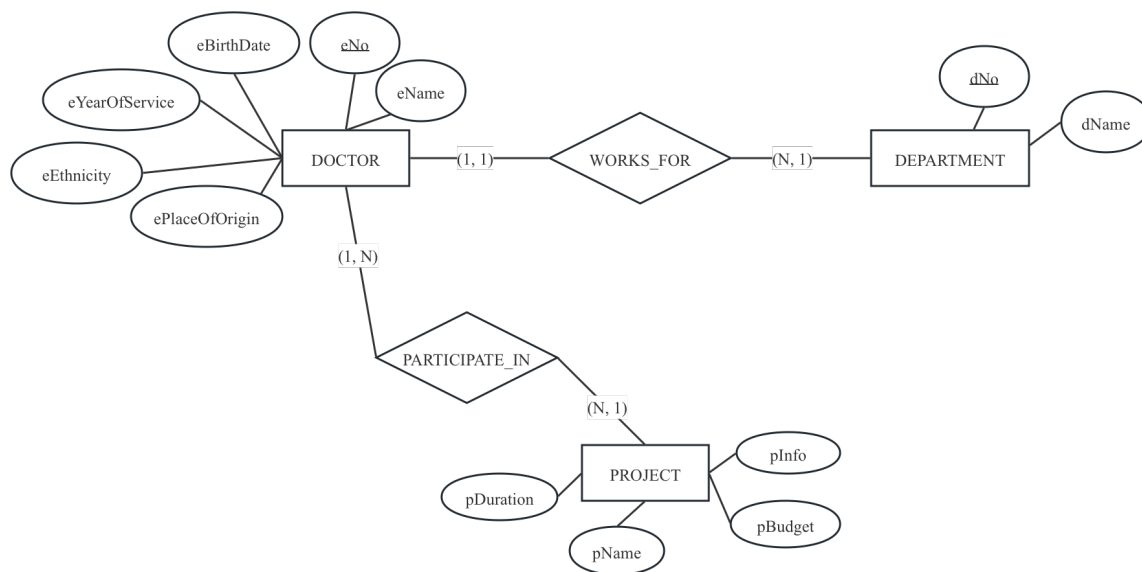 eBirthDate
eNo
eName
eYearOfService
eEthnicity
ePlaceOfOrigin
DOCTOR
(1, 1)
WORKS_FOR
(N, 1)
DEPARTMENT
dNo
dName
(1, N)
PARTICIPATE_IN
(N, 1)
PROJECT
pInfo
pDuration
pBudget
pName